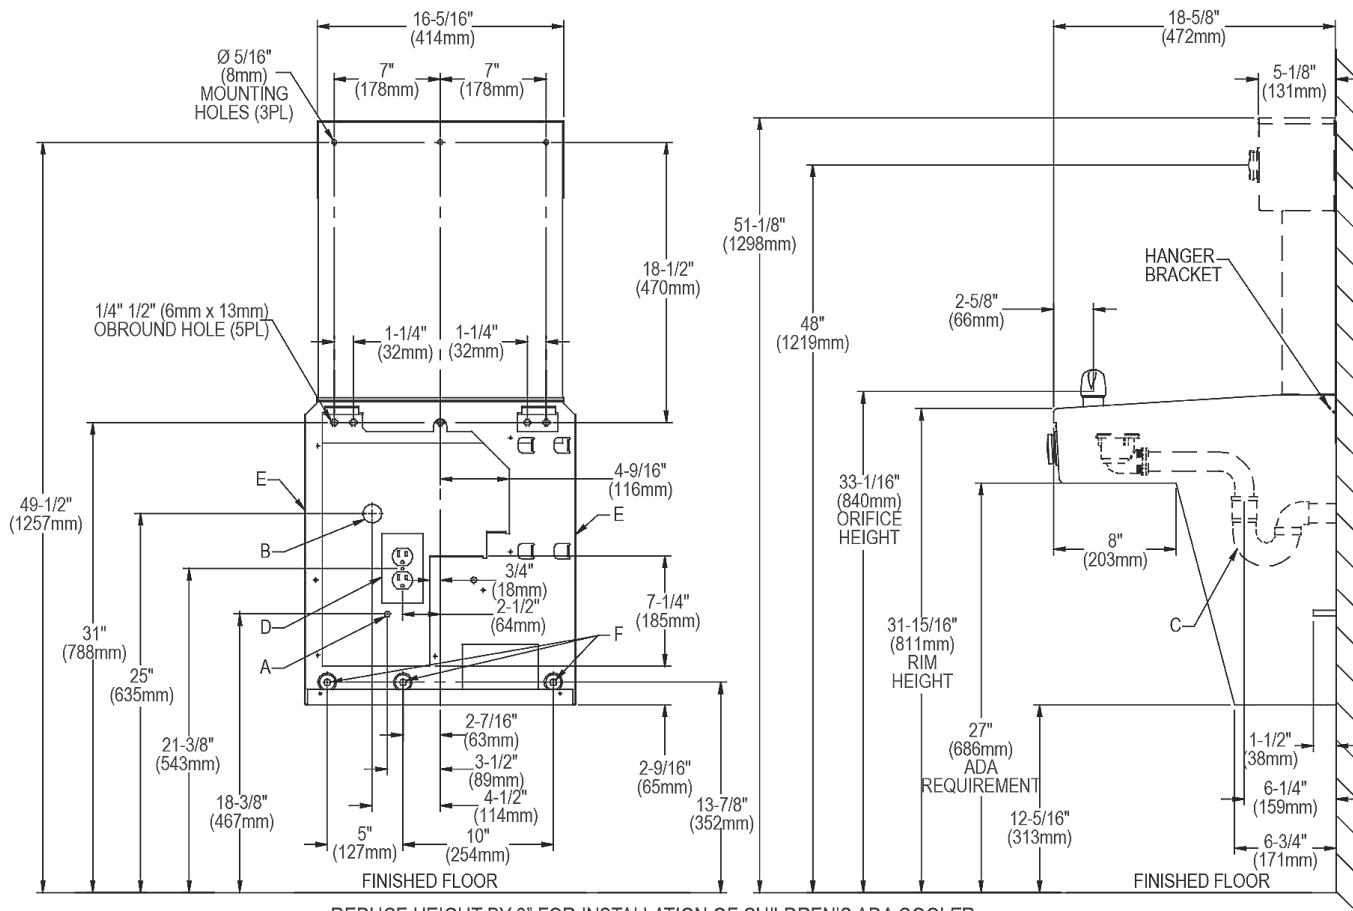 16-5/16"
(414mm)
Ø 5/16"
(8mm)
MOUNTING
HOLES (3PL)
7"
(178mm)
7"
(178mm)
18-1/2"
(470mm)
1/4" 1/2" (6mm x 13mm)
OBROUND HOLE (5PL)
1-1/4"
(32mm)
1-1/4"
(32mm)
4-9/16"
(116mm)
E
E
49-1/2"
(1257mm)
B
3/4"
(18mm)
2-1/2"
(64mm)
7-1/4"
(185mm)
D
A
F
31"
(788mm)
25"
(635mm)
21-3/8"
(543mm)
18-3/8"
(467mm)
2-7/16"
(63mm)
3-1/2"
(89mm)
4-1/2"
(114mm)
2-9/16"
(65mm)
13-7/8"
(352mm)
5"
(127mm)
10"
(254mm)
FINISHED FLOOR
18-5/8"
(472mm)
5-1/8"
(131mm)
51-1/8"
(1298mm)
HANGER
BRACKET
2-5/8"
(66mm)
48"
(1219mm)
33-1/16"
(840mm)
ORIFICE
HEIGHT
8"
(203mm)
C
31-15/16"
(811mm)
RIM
HEIGHT
27"
(686mm)
ADA
REQUIREMENT
1-1/2"
(38mm)
6-1/4"
(159mm)
12-5/16"
(313mm)
6-3/4"
(171mm)
FINISHED FLOOR